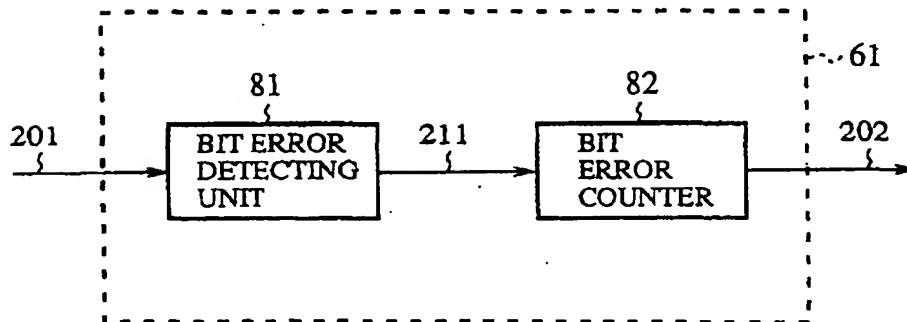 61
81
82
201
BIT ERROR
DETECTING
UNIT
211
BIT
ERROR
COUNTER
202